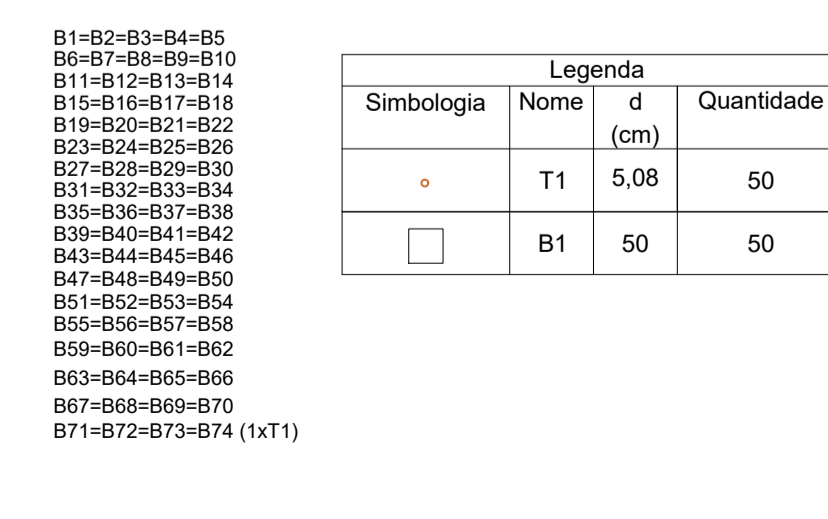 B1=B2=B3=B4=B5
B6=B7=B8=B9=B10
B11=B12=B13=B14
B15=B16=B17=B18
B19=B20=B21=B22
B23=B24=B25=B26
B27=B28=B29=B30
B31=B32=B33=B34
B35=B36=B37=B38
B39=B40=B41=B42
B43=B44=B45=B46
B47=B48=B49=B50
B51=B52=B53=B54
B55=B56=B57=B58
B59=B60=B61=B62
B63=B64=B65=B66
B67=B68=B69=B70
B71=B72=B73=B74 (1xT1)
Legenda
Simbologia Nome d (cm) Quantidade
T1 5,08 50
B1 50 50